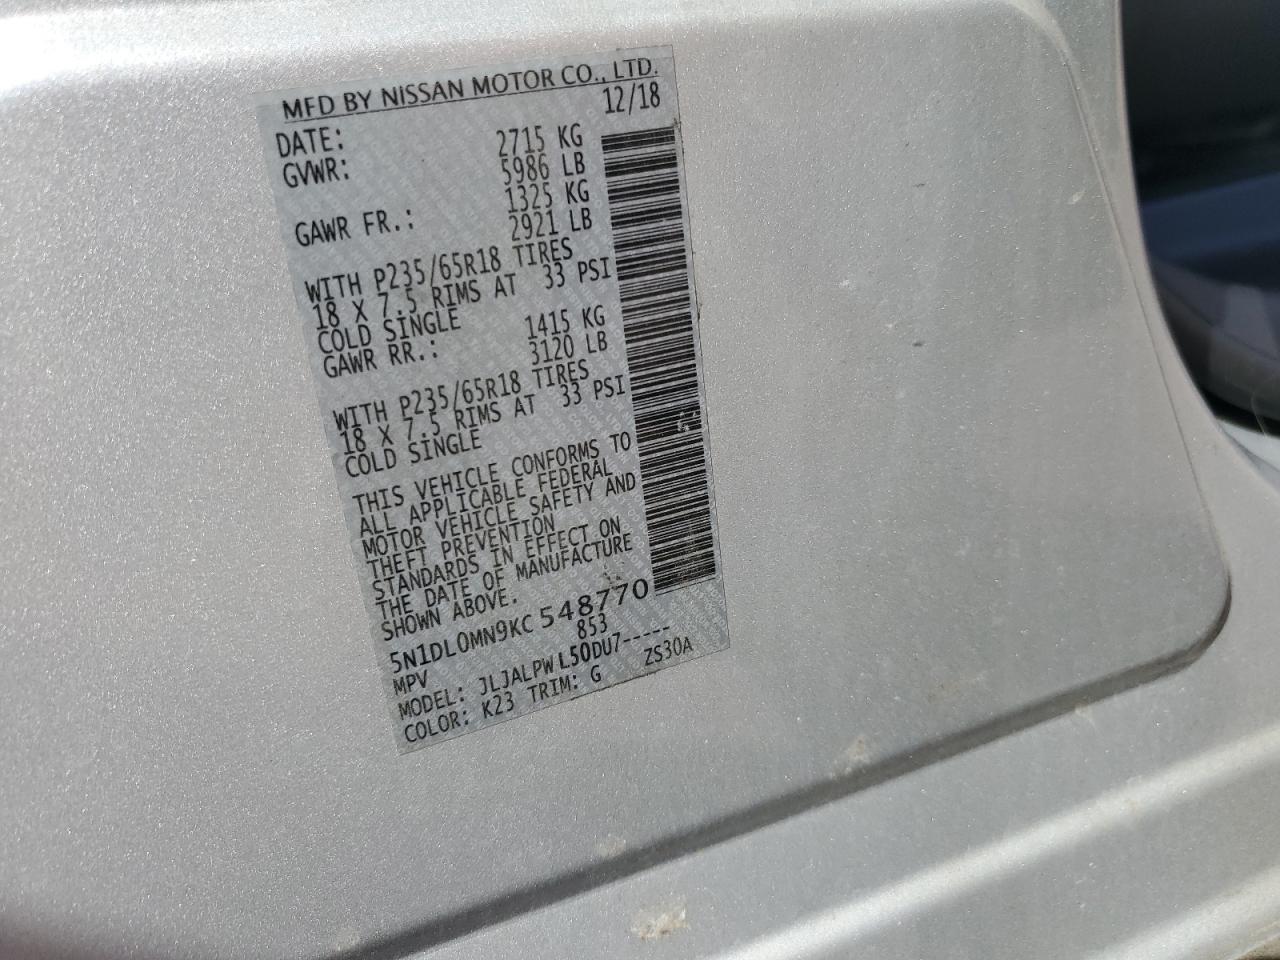 MFD BY NISSAN MOTOR CO., LTD.
DATE: 12/18
GVWR: 2715 KG
5986 LB
GAWR FR.: 1325 KG
2921 LB
WITH P235/65R18 TIRES
18 X 7.5 RIMS AT 33 PSI
COLD SINGLE
GAWR RR.: 1415 KG
3120 LB
WITH P235/65R18 TIRES
18 X 7.5 RIMS AT 33 PSI
COLD SINGLE
THIS VEHICLE CONFORMS TO
ALL APPLICABLE FEDERAL
MOTOR VEHICLE SAFETY AND
THEFT PREVENTION
STANDARDS IN EFFECT ON
THE DATE OF MANUFACTURE
SHOWN ABOVE.
5N1DL0MN9KC548770
MPV 853
MODEL: JLJALPWL50DU7-----
COLOR: K23 TRIM: G ZS30A